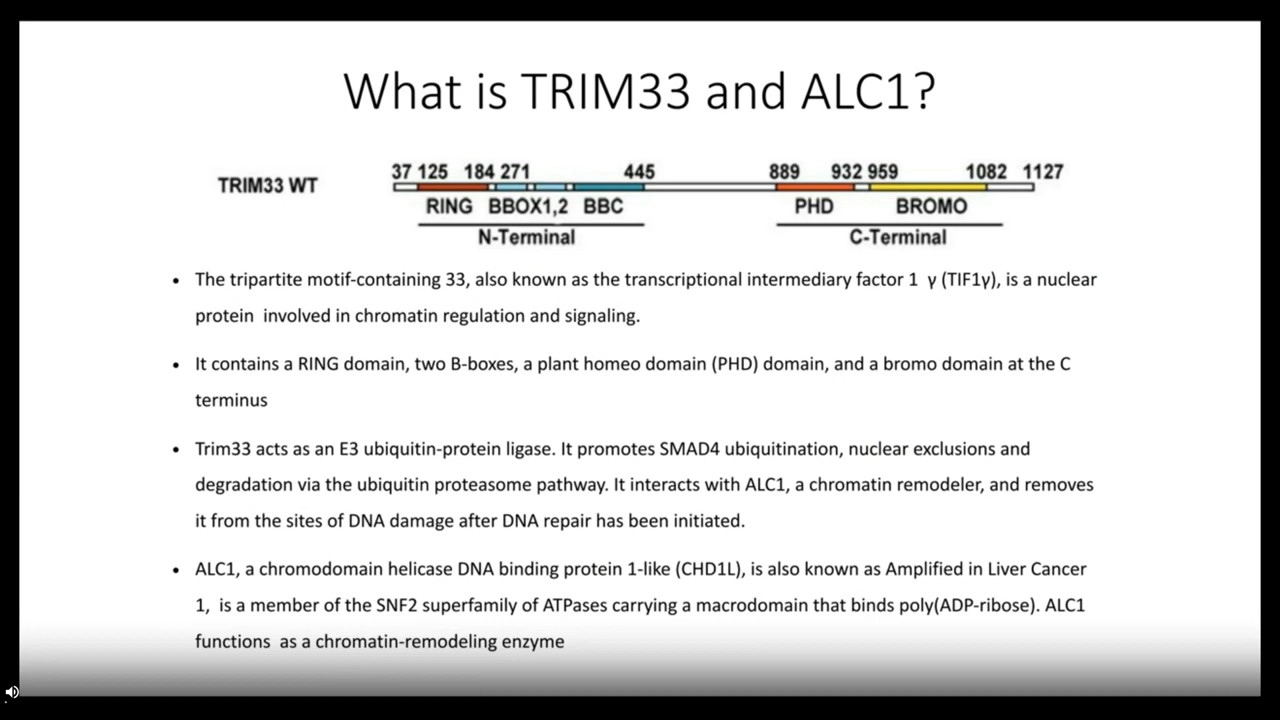 What is TRIM33 and ALC1?
37 125 184 271 445 889 932 959 1082 1127
TRIM33 WT
RING BBOX1,2 BBC PHD BROMO
N-Terminal C-Terminal
• The tripartite motif-containing 33, also known as the transcriptional intermediary factor 1 γ (TIF1γ), is a nuclear
protein involved in chromatin regulation and signaling.
• It contains a RING domain, two B-boxes, a plant homeo domain (PHD) domain, and a bromo domain at the C
terminus
• Trim33 acts as an E3 ubiquitin-protein ligase. It promotes SMAD4 ubiquitination, nuclear exclusions and
degradation via the ubiquitin proteasome pathway. It interacts with ALC1, a chromatin remodeler, and removes
it from the sites of DNA damage after DNA repair has been initiated.
• ALC1, a chromodomain helicase DNA binding protein 1-like (CHD1L), is also known as Amplified in Liver Cancer
1, is a member of the SNF2 superfamily of ATPases carrying a macrodomain that binds poly(ADP-ribose). ALC1
functions as a chromatin-remodeling enzyme